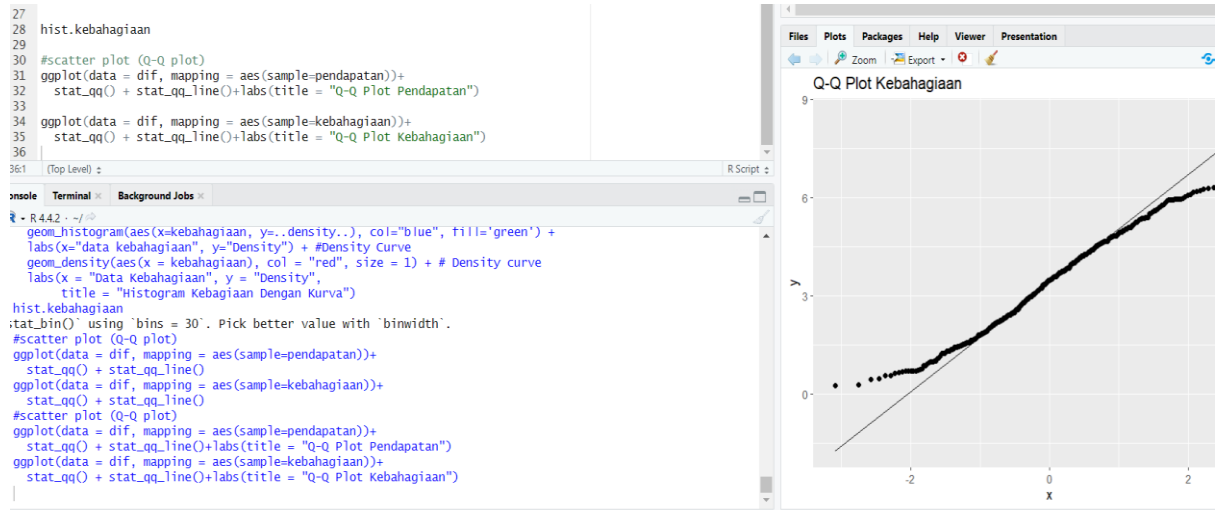 27
28 hist.kebahagiaan
29
30 #scatter plot (Q-Q plot)
31 ggplot(data = dif, mapping = aes(sample=pendapatan))+
32 stat_qq() + stat_qq_line()+labs(title = "Q-Q Plot Pendapatan")
33
34 ggplot(data = dif, mapping = aes(sample=kebahagiaan))+
35 stat_qq() + stat_qq_line()+labs(title = "Q-Q Plot Kebahagiaan")
36
36:1 (Top Level) R Script
onsole Terminal Background Jobs
R - R 4.4.2 · ~/
geom_histogram(aes(x=kebahagiaan, y=..density..), col="blue", fill='green') +
labs(x="data kebahagiaan", y="Density") + #Density Curve
geom_density(aes(x = kebahagiaan), col = "red", size = 1) + # Density curve
labs(x = "Data Kebahagiaan", y = "Density",
title = "Histogram Kebagiaan Dengan Kurva")
hist.kebahagiaan
stat_bin()` using `bins = 30`. Pick better value with `binwidth`.
#scatter plot (Q-Q plot)
ggplot(data = dif, mapping = aes(sample=pendapatan))+
stat_qq() + stat_qq_line()
ggplot(data = dif, mapping = aes(sample=kebahagiaan))+
stat_qq() + stat_qq_line()
#scatter plot (Q-Q plot)
ggplot(data = dif, mapping = aes(sample=pendapatan))+
stat_qq() + stat_qq_line()+labs(title = "Q-Q Plot Pendapatan")
ggplot(data = dif, mapping = aes(sample=kebahagiaan))+
stat_qq() + stat_qq_line()+labs(title = "Q-Q Plot Kebahagiaan")
Files Plots Packages Help Viewer Presentation
Zoom Export
Q-Q Plot Kebahagiaan
9
6
3
0
y
-2 0 2
x